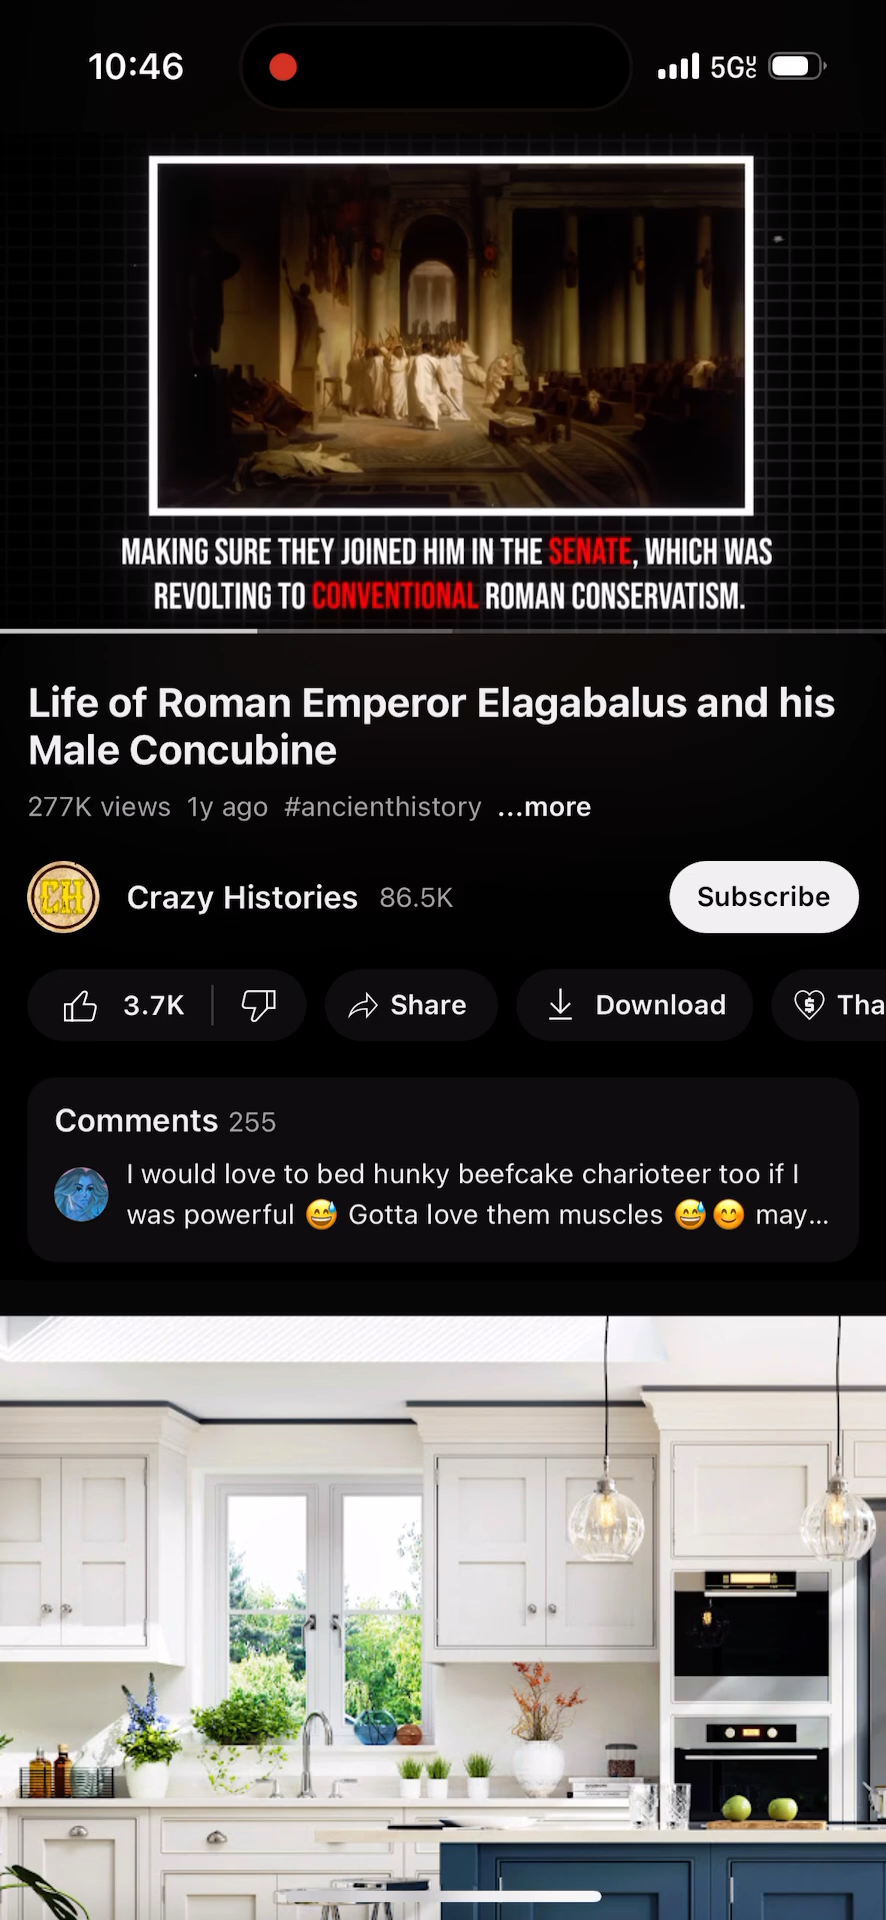 10:46
5GUC
MAKING SURE THEY JOINED HIM IN THE SENATE, WHICH WAS
REVOLTING TO CONVENTIONAL ROMAN CONSERVATISM.
Life of Roman Emperor Elagabalus and his
Male Concubine
277K views 1y ago #ancienthistory ...more
CH
Crazy Histories 86.5K
Subscribe
3.7K
Share
Download
Tha
Comments 255
I would love to bed hunky beefcake charioteer too if I
was powerful 😅 Gotta love them muscles 😅😊 may...